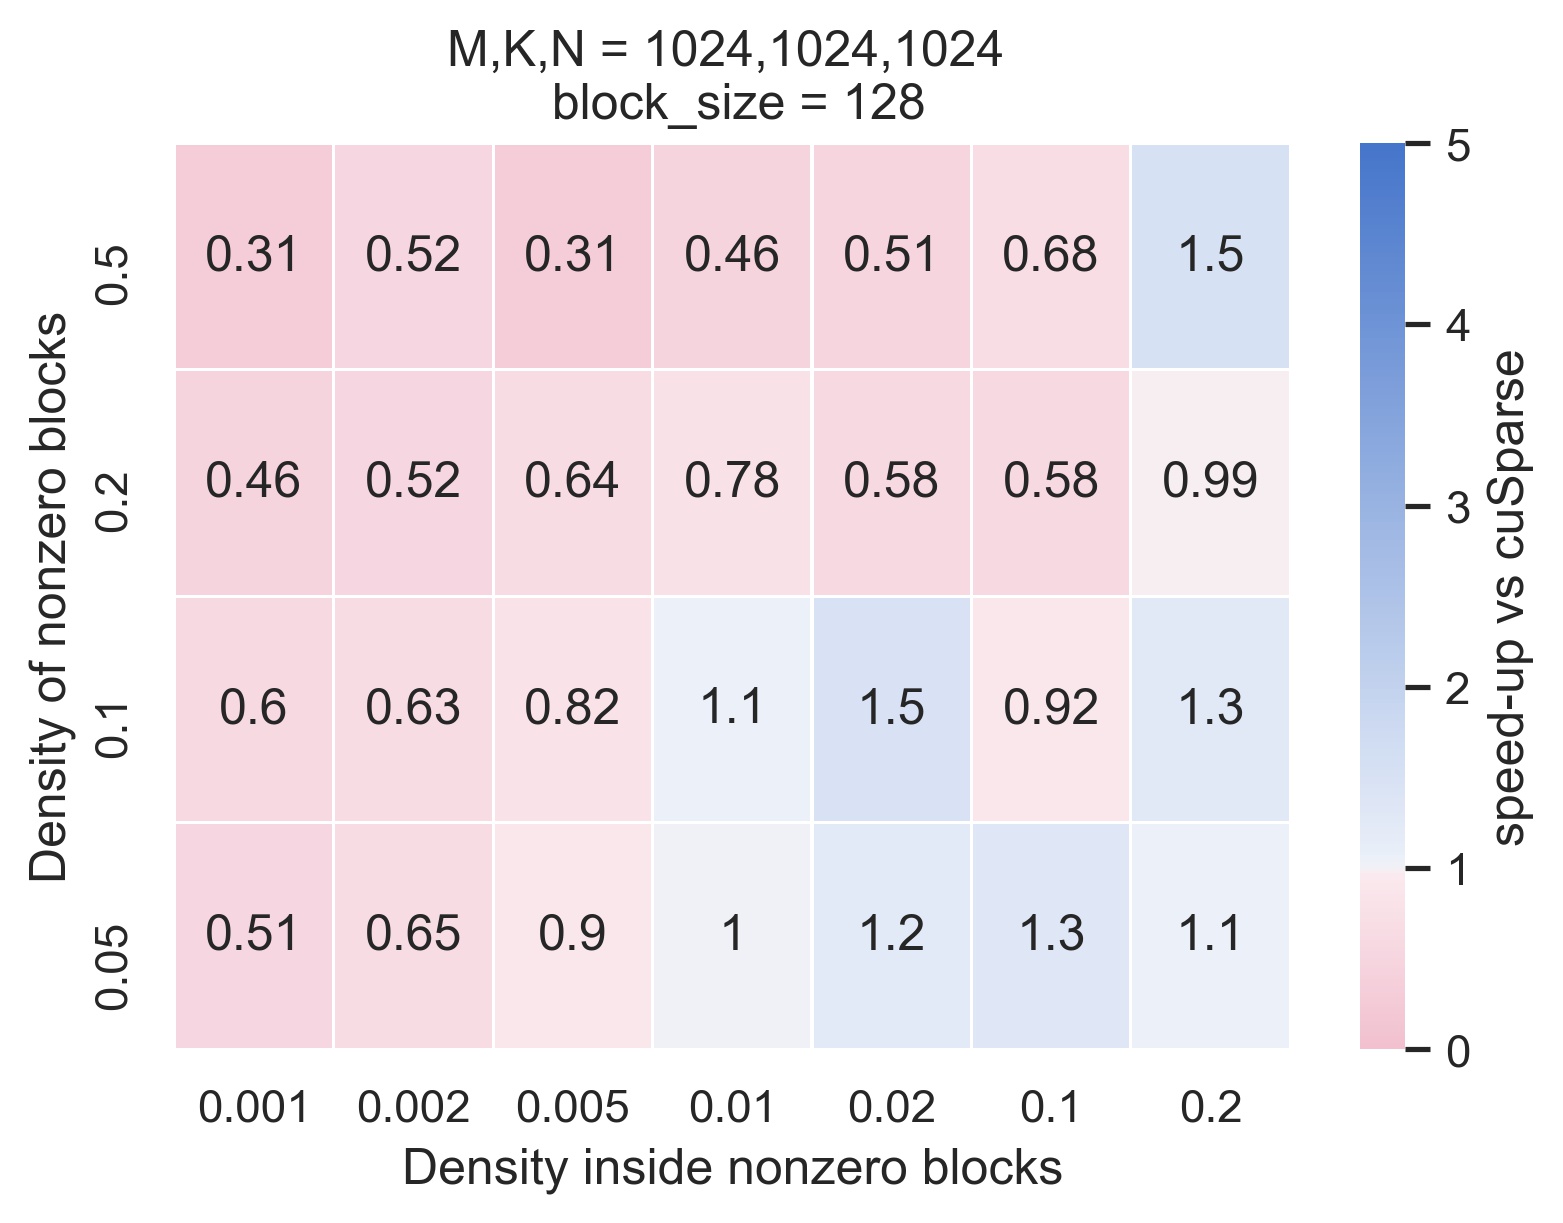 M,K,N = 1024,1024,1024
block_size = 128
Density of nonzero blocks
0.5
0.31 0.52 0.31 0.46 0.51 0.68 1.5
0.2
0.46 0.52 0.64 0.78 0.58 0.58 0.99
0.1
0.6 0.63 0.82 1.1 1.5 0.92 1.3
0.05
0.51 0.65 0.9 1 1.2 1.3 1.1
0.001 0.002 0.005 0.01 0.02 0.1 0.2
Density inside nonzero blocks
5
4
3
2
1
0
speed-up vs cuSparse